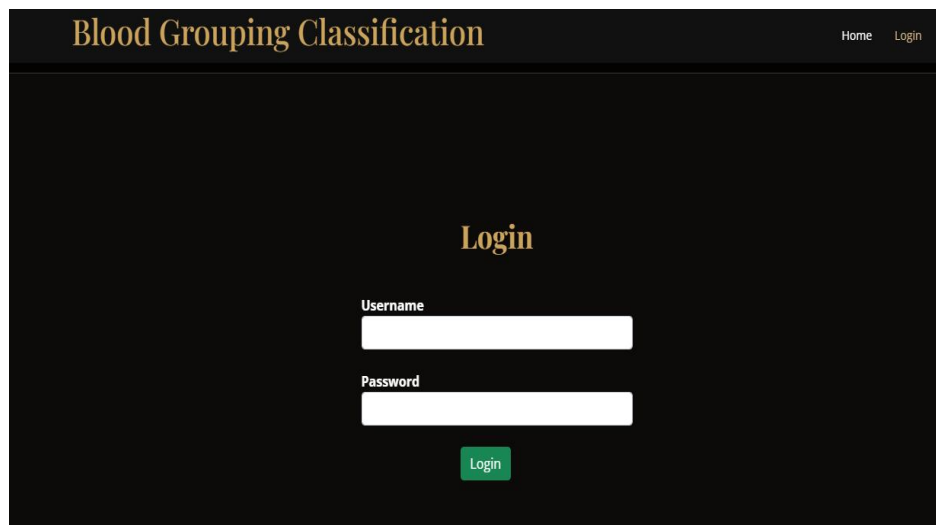 Blood Grouping Classification
Home Login
Login
Username
Password
Login